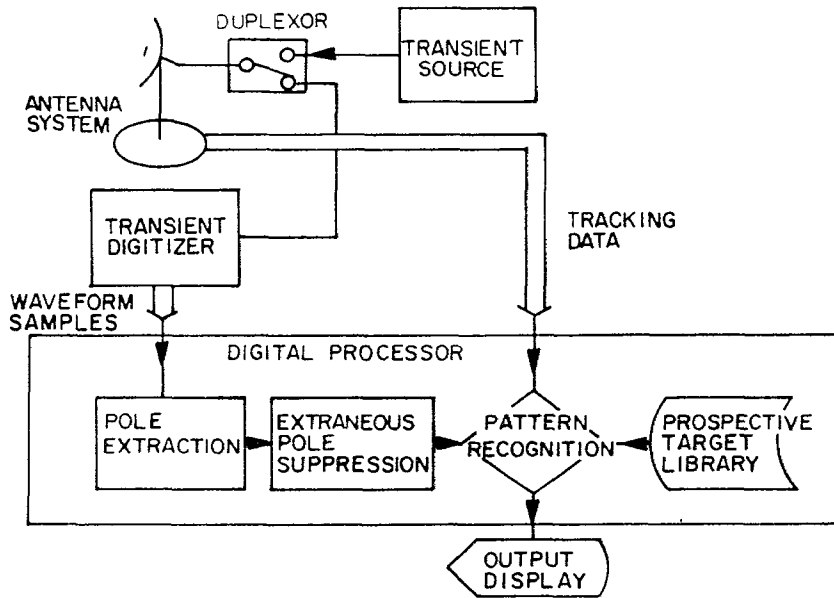 DUPLEXOR
TRANSIENT
SOURCE
ANTENNA
SYSTEM
TRANSIENT
DIGITIZER
TRACKING
DATA
WAVEFORM
SAMPLES
DIGITAL PROCESSOR
POLE
EXTRACTION
EXTRANEOUS
POLE
SUPPRESSION
PATTERN
RECOGNITION
PROSPECTIVE
TARGET
LIBRARY
OUTPUT
DISPLAY